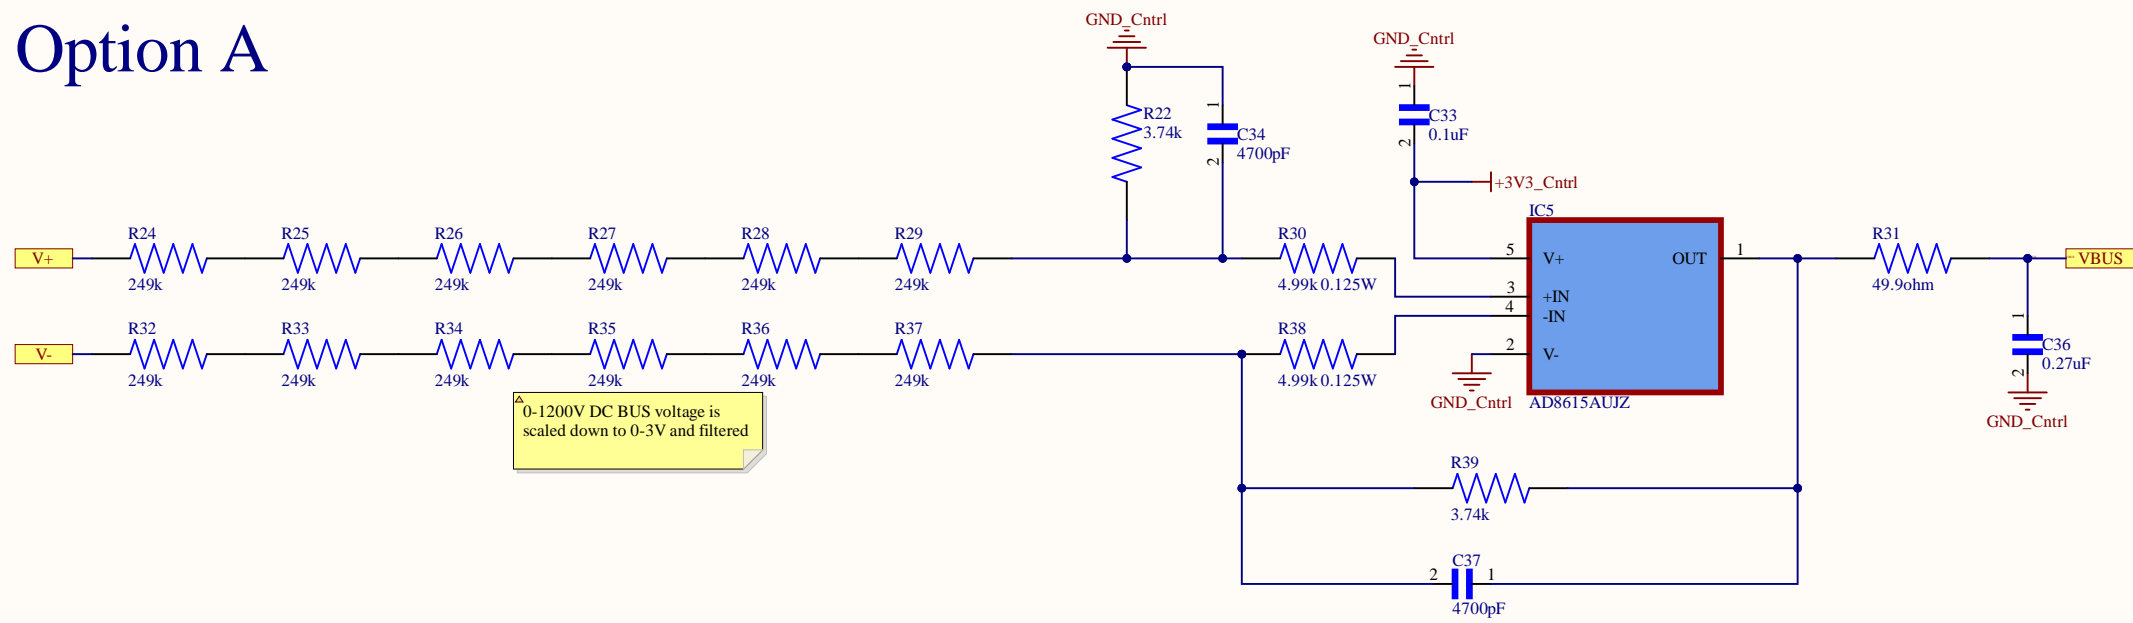 Option A
GND_Cntrl
GND_Cntrl
1
R22
3.74k
1
C34
4700pF
2
C33
0.1uF
2
+3V3_Cntrl
IC5
R24
R25
R26
R27
R28
R29
R30
R31
V+
5
V+
OUT
1
VBUS
249k
249k
249k
249k
249k
249k
4.99k 0.125W
49.9ohm
3
+IN
4
-IN
R32
R33
R34
R35
R36
R37
R38
V-
2
V-
1
C36
0.27uF
2
249k
249k
249k
249k
249k
249k
4.99k 0.125W
GND_Cntrl
AD8615AUJZ
GND_Cntrl
0-1200V DC BUS voltage is
scaled down to 0-3V and filtered
R39
3.74k
C37
2
1
4700pF